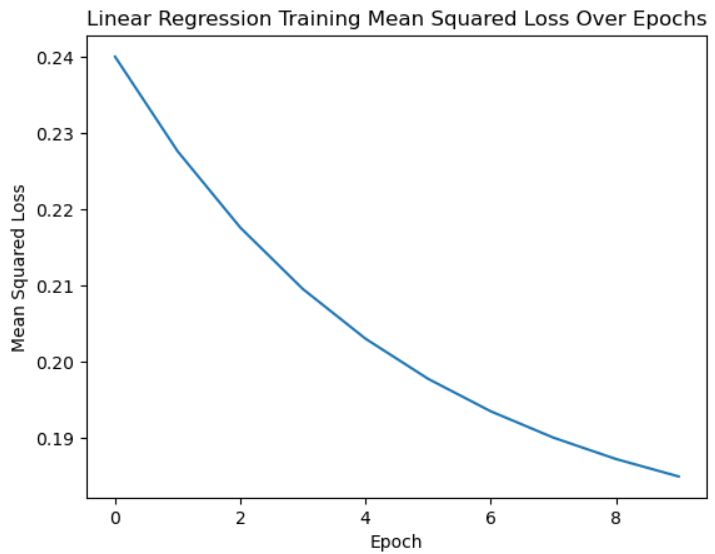 Linear Regression Training Mean Squared Loss Over Epochs
0.24
0.23
0.22
0.21
0.20
0.19
Mean Squared Loss
0 2 4 6 8
Epoch